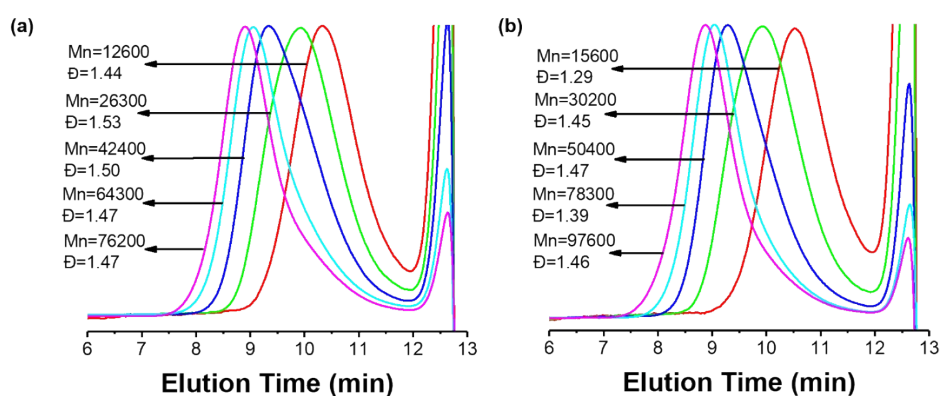 (a)
Mn=12600
Đ=1.44
Mn=26300
Đ=1.53
Mn=42400
Đ=1.50
Mn=64300
Đ=1.47
Mn=76200
Đ=1.47
6 7 8 9 10 11 12 13
Elution Time (min)
(b)
Mn=15600
Đ=1.29
Mn=30200
Đ=1.45
Mn=50400
Đ=1.47
Mn=78300
Đ=1.39
Mn=97600
Đ=1.46
6 7 8 9 10 11 12 13
Elution Time (min)